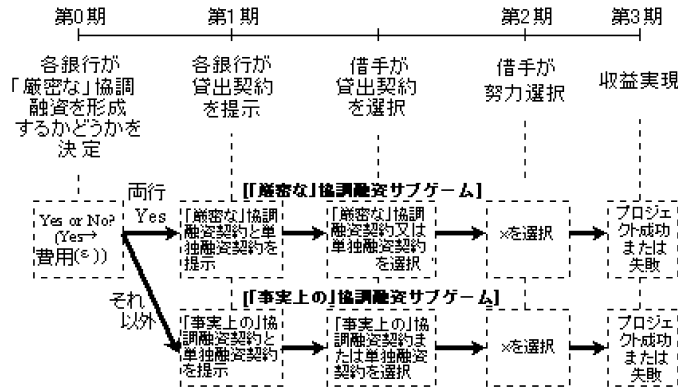 第0期
第1期
第2期
第3期
各銀行が
「厳密な」協調
融資を形成
するかどうかを
決定
各銀行が
貸出契約
を提示
借手が
貸出契約
を選択
借手が
努力選択
収益実現
[「厳密な」協調融資サブゲーム]
両行
Yes
Yes or No?
(Yes→
費用(ε))
「厳密な」協調
融資契約と単
独融資契約を
提示
「厳密な」協調
融資契約又は
単独融資契約
を選択
xを選択
プロジェ
クト成功
または
失敗
それ
以外
[「事実上の」協調融資サブゲーム]
「事実上の」協
調融資契約と
単独融資契約
を提示
「事実上の」協
調融資契約ま
たは単独融資
契約を選択
xを選択
プロジェ
クト成功
または
失敗